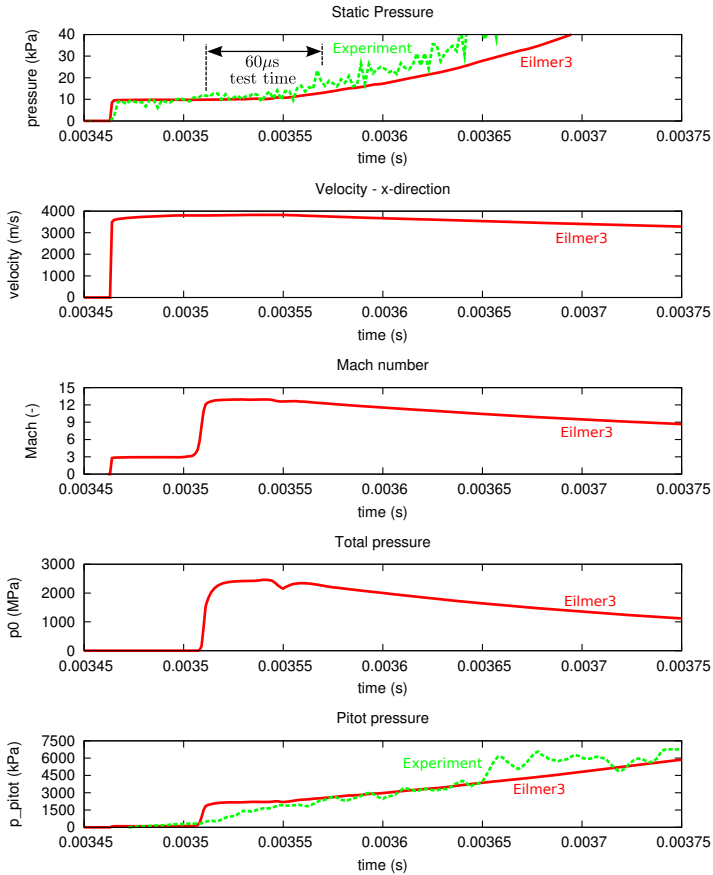 Static Pressure
pressure (kPa)
40
30
20
10
0
60μs
test time
Experiment
Eilmer3
0.00345
0.0035
0.00355
0.0036
0.00365
0.0037
0.00375
time (s)
Velocity - x-direction
velocity (m/s)
4000
3000
2000
1000
0
Eilmer3
0.00345
0.0035
0.00355
0.0036
0.00365
0.0037
0.00375
time (s)
Mach number
Mach (-)
15
12
9
6
3
0
Eilmer3
0.00345
0.0035
0.00355
0.0036
0.00365
0.0037
0.00375
time (s)
Total pressure
p0 (MPa)
3000
2000
1000
0
Eilmer3
0.00345
0.0035
0.00355
0.0036
0.00365
0.0037
0.00375
time (s)
Pitot pressure
p_pitot (kPa)
7500
6000
4500
3000
1500
0
Experiment
Eilmer3
0.00345
0.0035
0.00355
0.0036
0.00365
0.0037
0.00375
time (s)